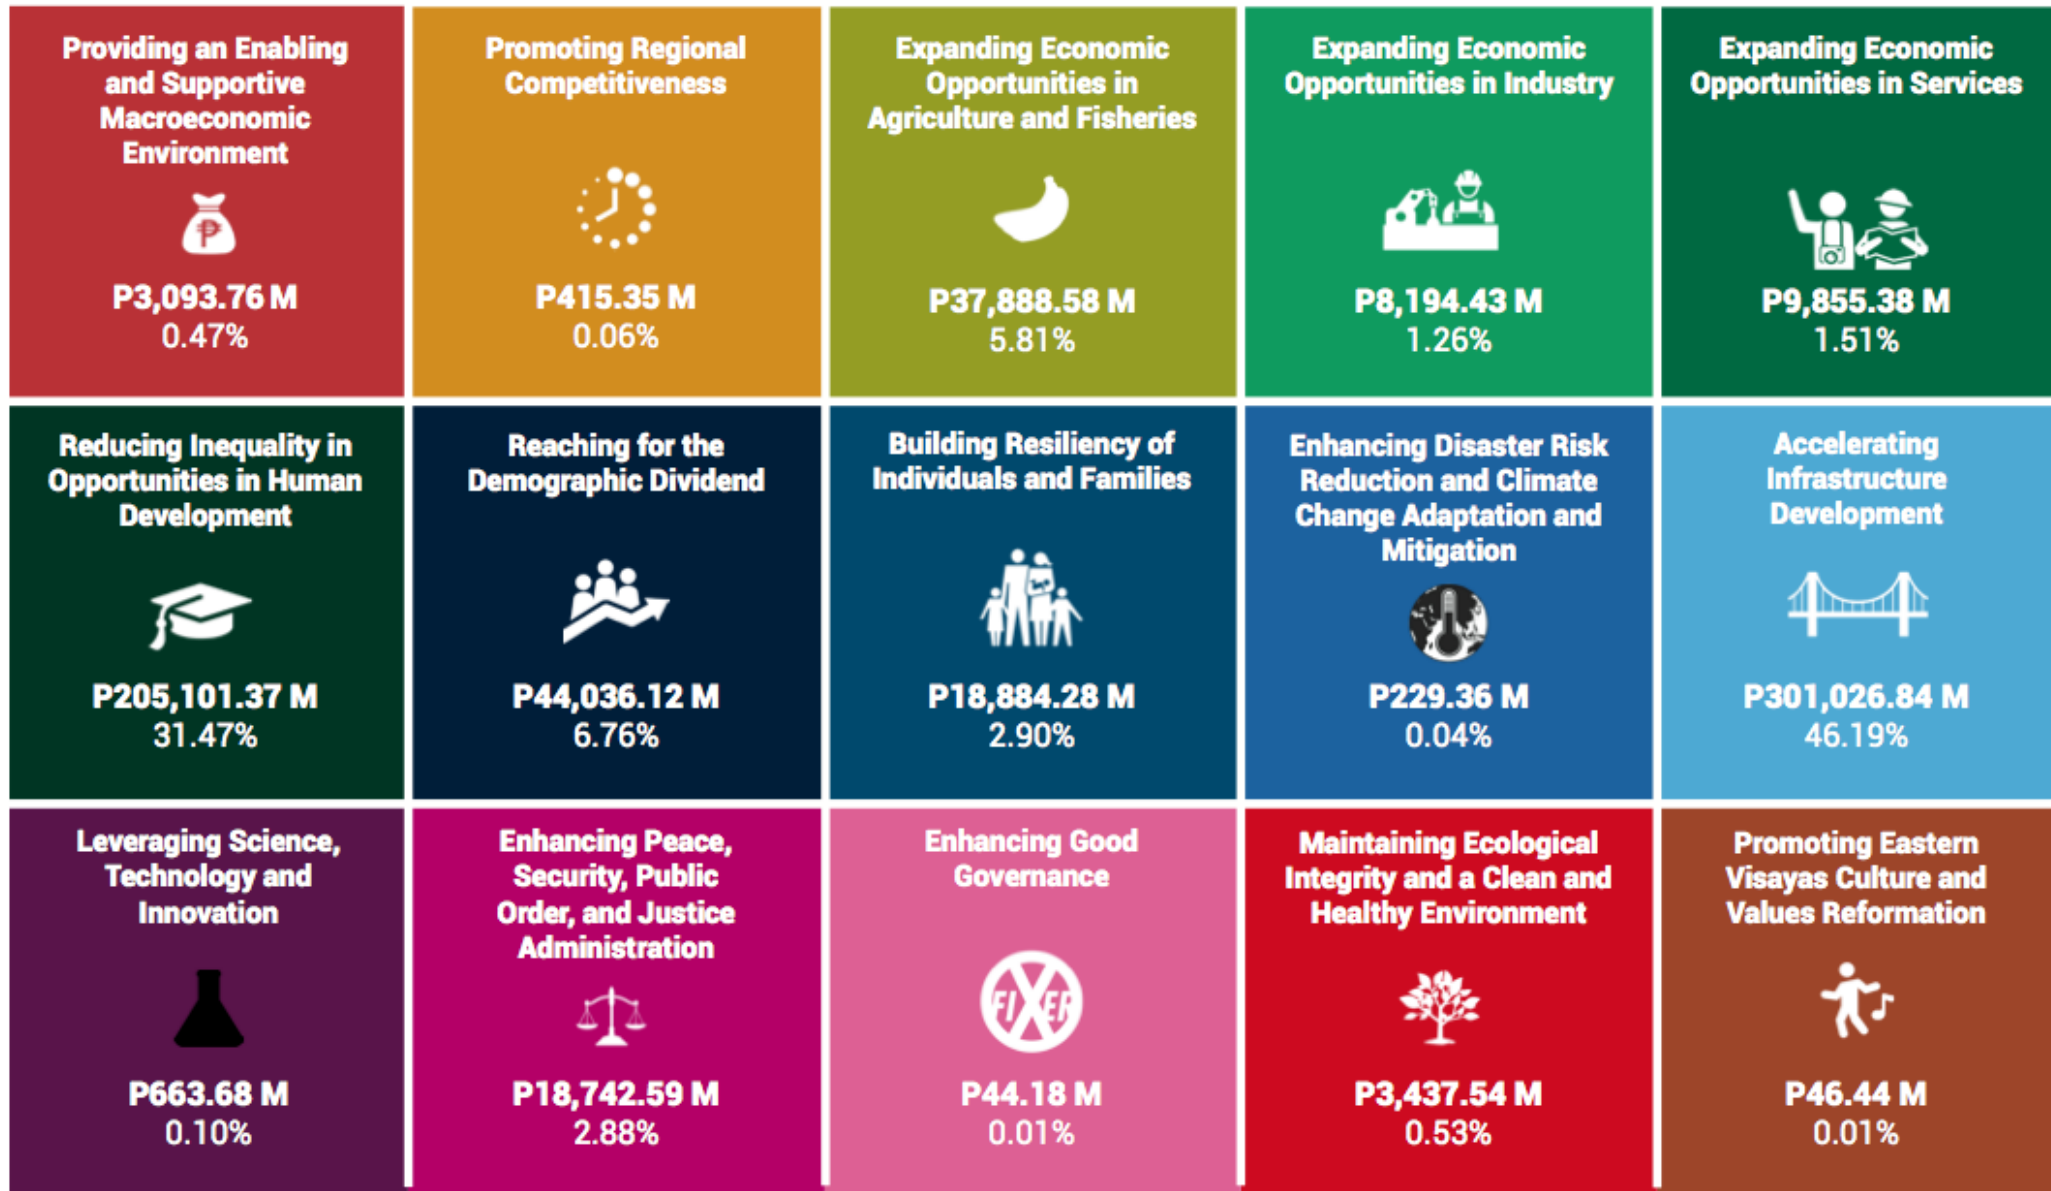 Providing an Enabling
and Supportive
Macroeconomic
Environment
₱
P3,093.76 M
0.47%
Promoting Regional
Competitiveness
P415.35 M
0.06%
Expanding Economic
Opportunities in
Agriculture and Fisheries
P37,888.58 M
5.81%
Expanding Economic
Opportunities in Industry
P8,194.43 M
1.26%
Expanding Economic
Opportunities in Services
P9,855.38 M
1.51%
Reducing Inequality in
Opportunities in Human
Development
P205,101.37 M
31.47%
Reaching for the
Demographic Dividend
P44,036.12 M
6.76%
Building Resiliency of
Individuals and Families
P18,884.28 M
2.90%
Enhancing Disaster Risk
Reduction and Climate
Change Adaptation and
Mitigation
P229.36 M
0.04%
Accelerating
Infrastructure
Development
P301,026.84 M
46.19%
Leveraging Science,
Technology and
Innovation
P663.68 M
0.10%
Enhancing Peace,
Security, Public
Order, and Justice
Administration
P18,742.59 M
2.88%
Enhancing Good
Governance
FIXER
P44.18 M
0.01%
Maintaining Ecological
Integrity and a Clean and
Healthy Environment
P3,437.54 M
0.53%
Promoting Eastern
Visayas Culture and
Values Reformation
P46.44 M
0.01%